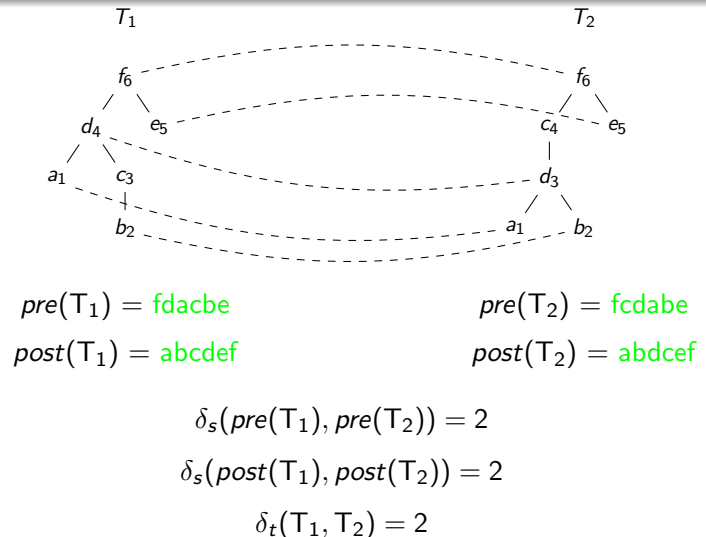 T₁ T₂
f₆ f₆
d₄ e₅ c₄ e₅
a₁ c₃ d₃
b₂ a₁ b₂
pre(T₁) = fdacbe pre(T₂) = fcdabe
post(T₁) = abcdef post(T₂) = abdcef
δₛ(pre(T₁), pre(T₂)) = 2
δₛ(post(T₁), post(T₂)) = 2
δₜ(T₁, T₂) = 2